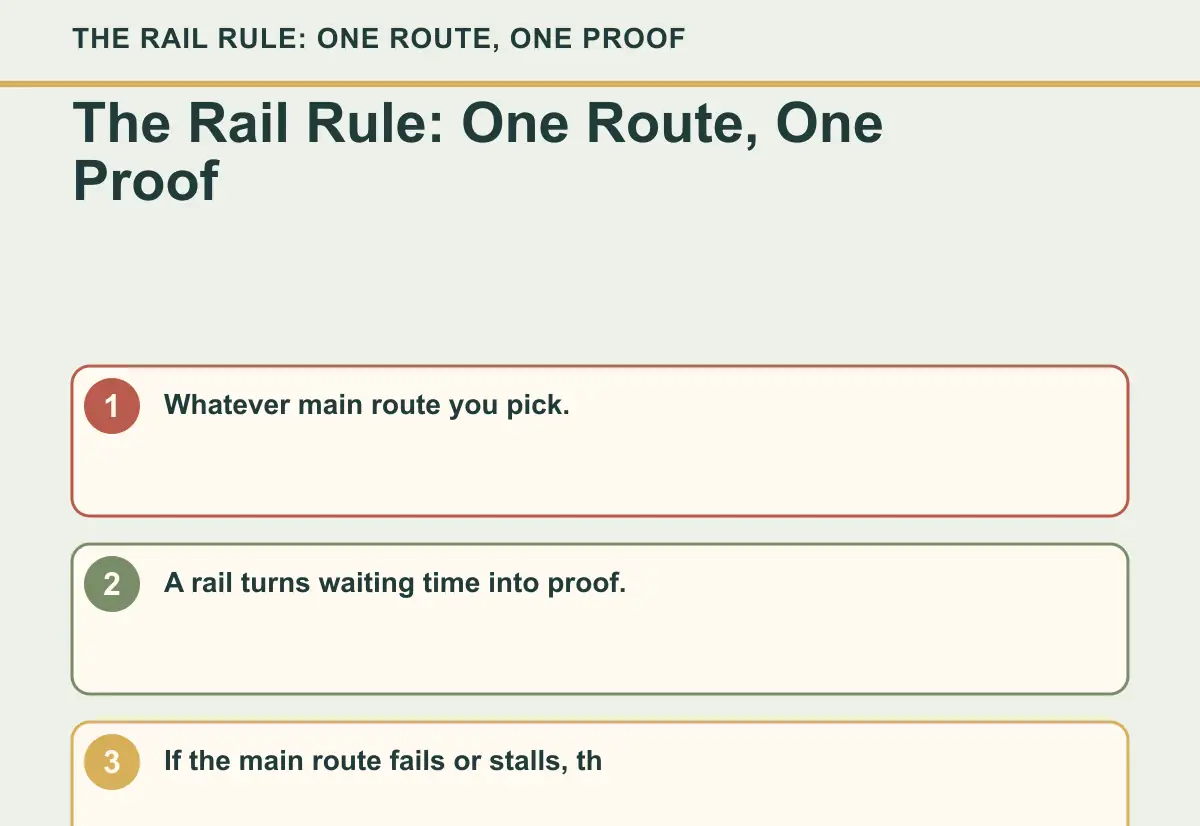 THE RAIL RULE: ONE ROUTE, ONE PROOF
The Rail Rule: One Route, One
Proof
1 Whatever main route you pick.
2 A rail turns waiting time into proof.
3 If the main route fails or stalls, th